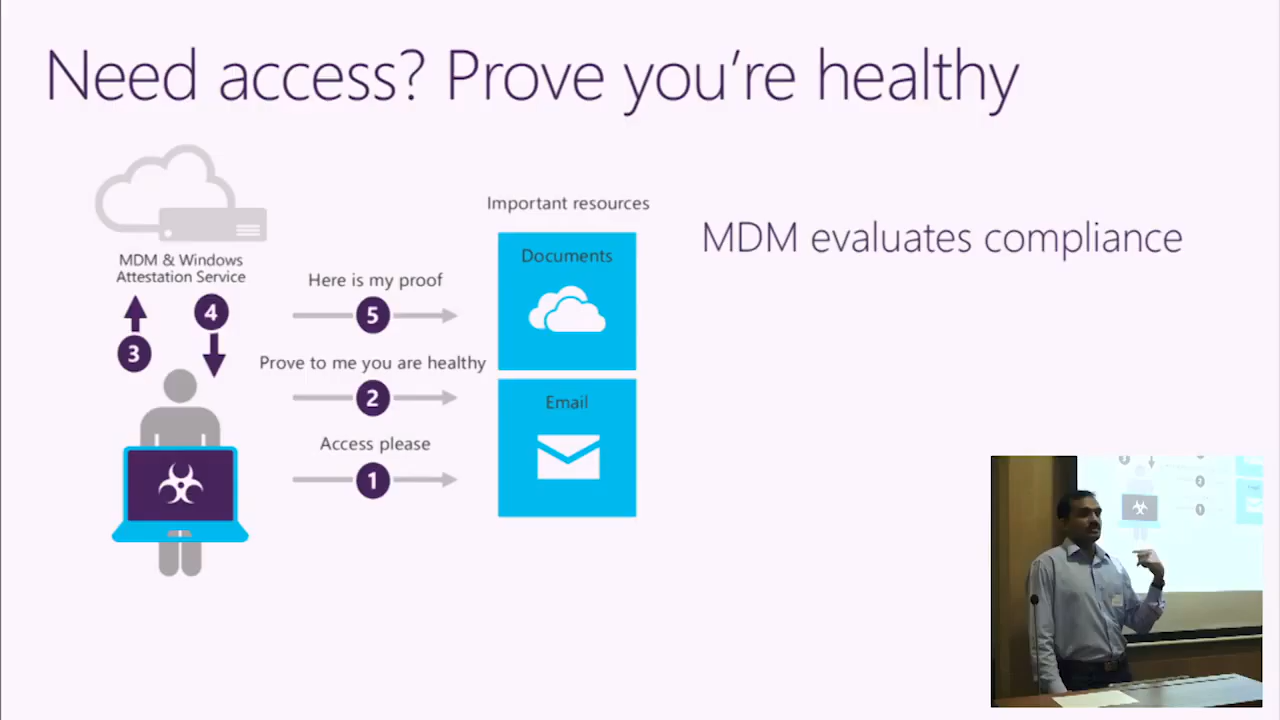 Need access? Prove you're healthy
MDM & Windows
Attestation Service
3
4
Here is my proof
5
Prove to me you are healthy
2
Access please
1
Important resources
Documents
Email
MDM evaluates compliance